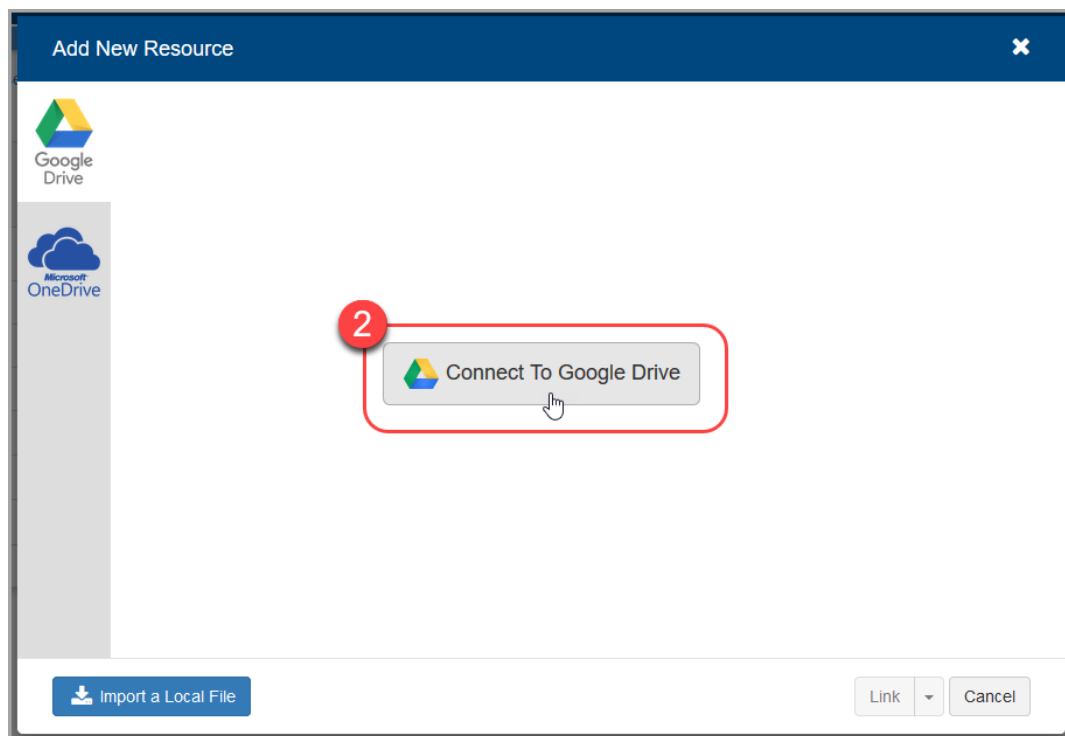 Add New Resource
Google
Drive
Microsoft
OneDrive
2
Connect To Google Drive
Import a Local File
Link
Cancel